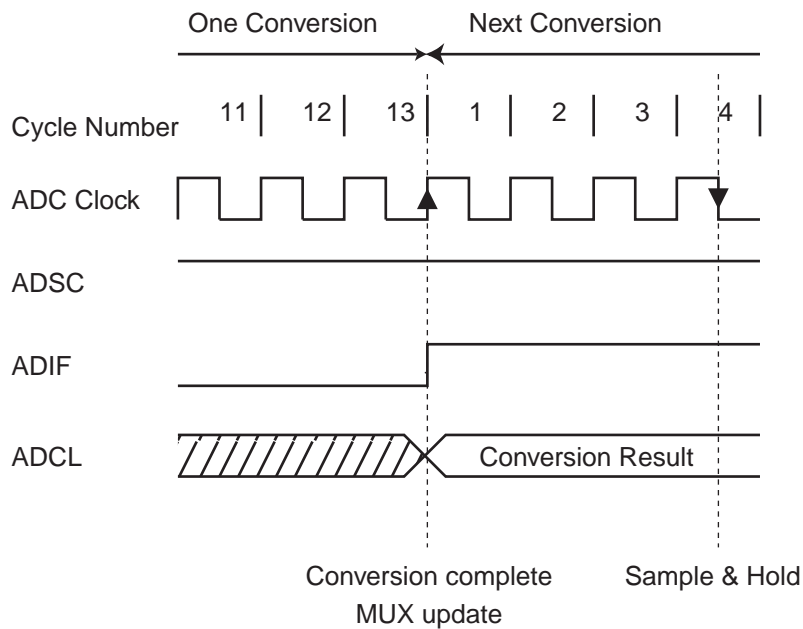 One Conversion Next Conversion
Cycle Number 11 12 13 1 2 3 4
ADC Clock
ADSC
ADIF
ADCL Conversion Result
Conversion complete Sample & Hold
MUX update